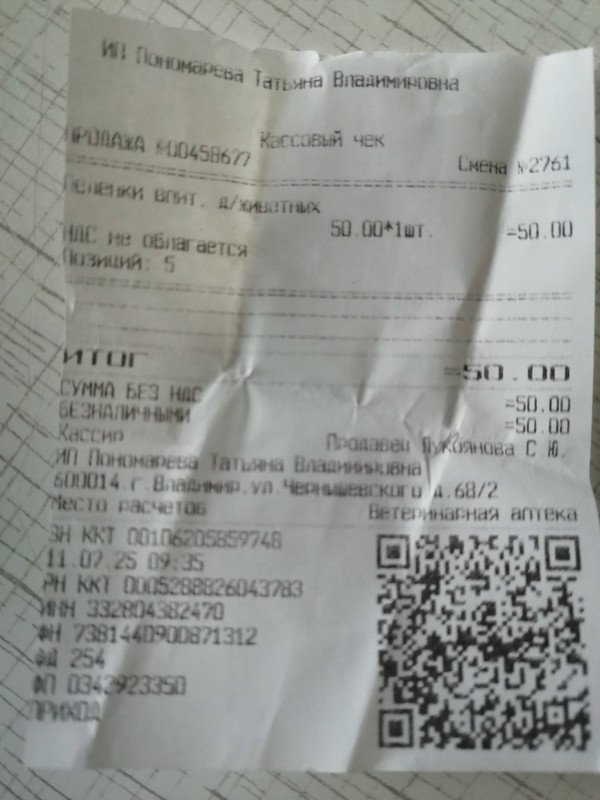 ИП Пономарева Татьяна Владимировна
Кассовый чек
ПРОДАЖА №00458677 Смена №2761
Пеленки впит. д/животных
50.00*1шт. =50.00
НДС не облагается
Позиций: 5
ИТОГ =50.00
СУММА БЕЗ НДС =50.00
БЕЗНАЛИЧНЫМИ =50.00
Кассир Продавец Лукоянова С Ю.
ИП Пономарева Татьяна Владимировна
600014 г.Владимир,ул.Чернышевского д.68/2
Место расчетов Ветеринарная аптека
ЗН ККТ 00106205859748
11.07.25 09:35
РН ККТ 0005288826043783
ИНН 332804382470
ФН 7381440900871312
ФД 254
ФП 0342923350
ПРИХОД